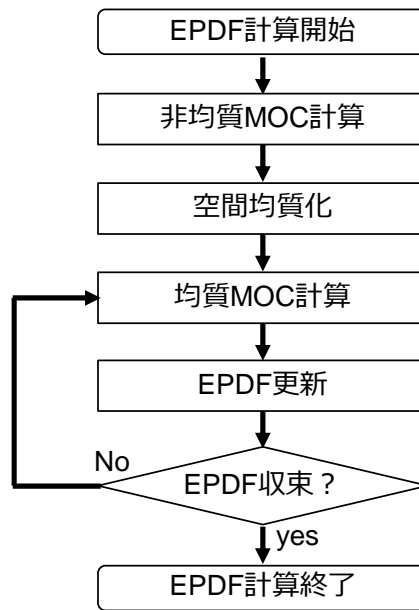 EPDF計算開始
非均質MOC計算
空間均質化
均質MOC計算
EPDF更新
No
EPDF収束？
yes
EPDF計算終了